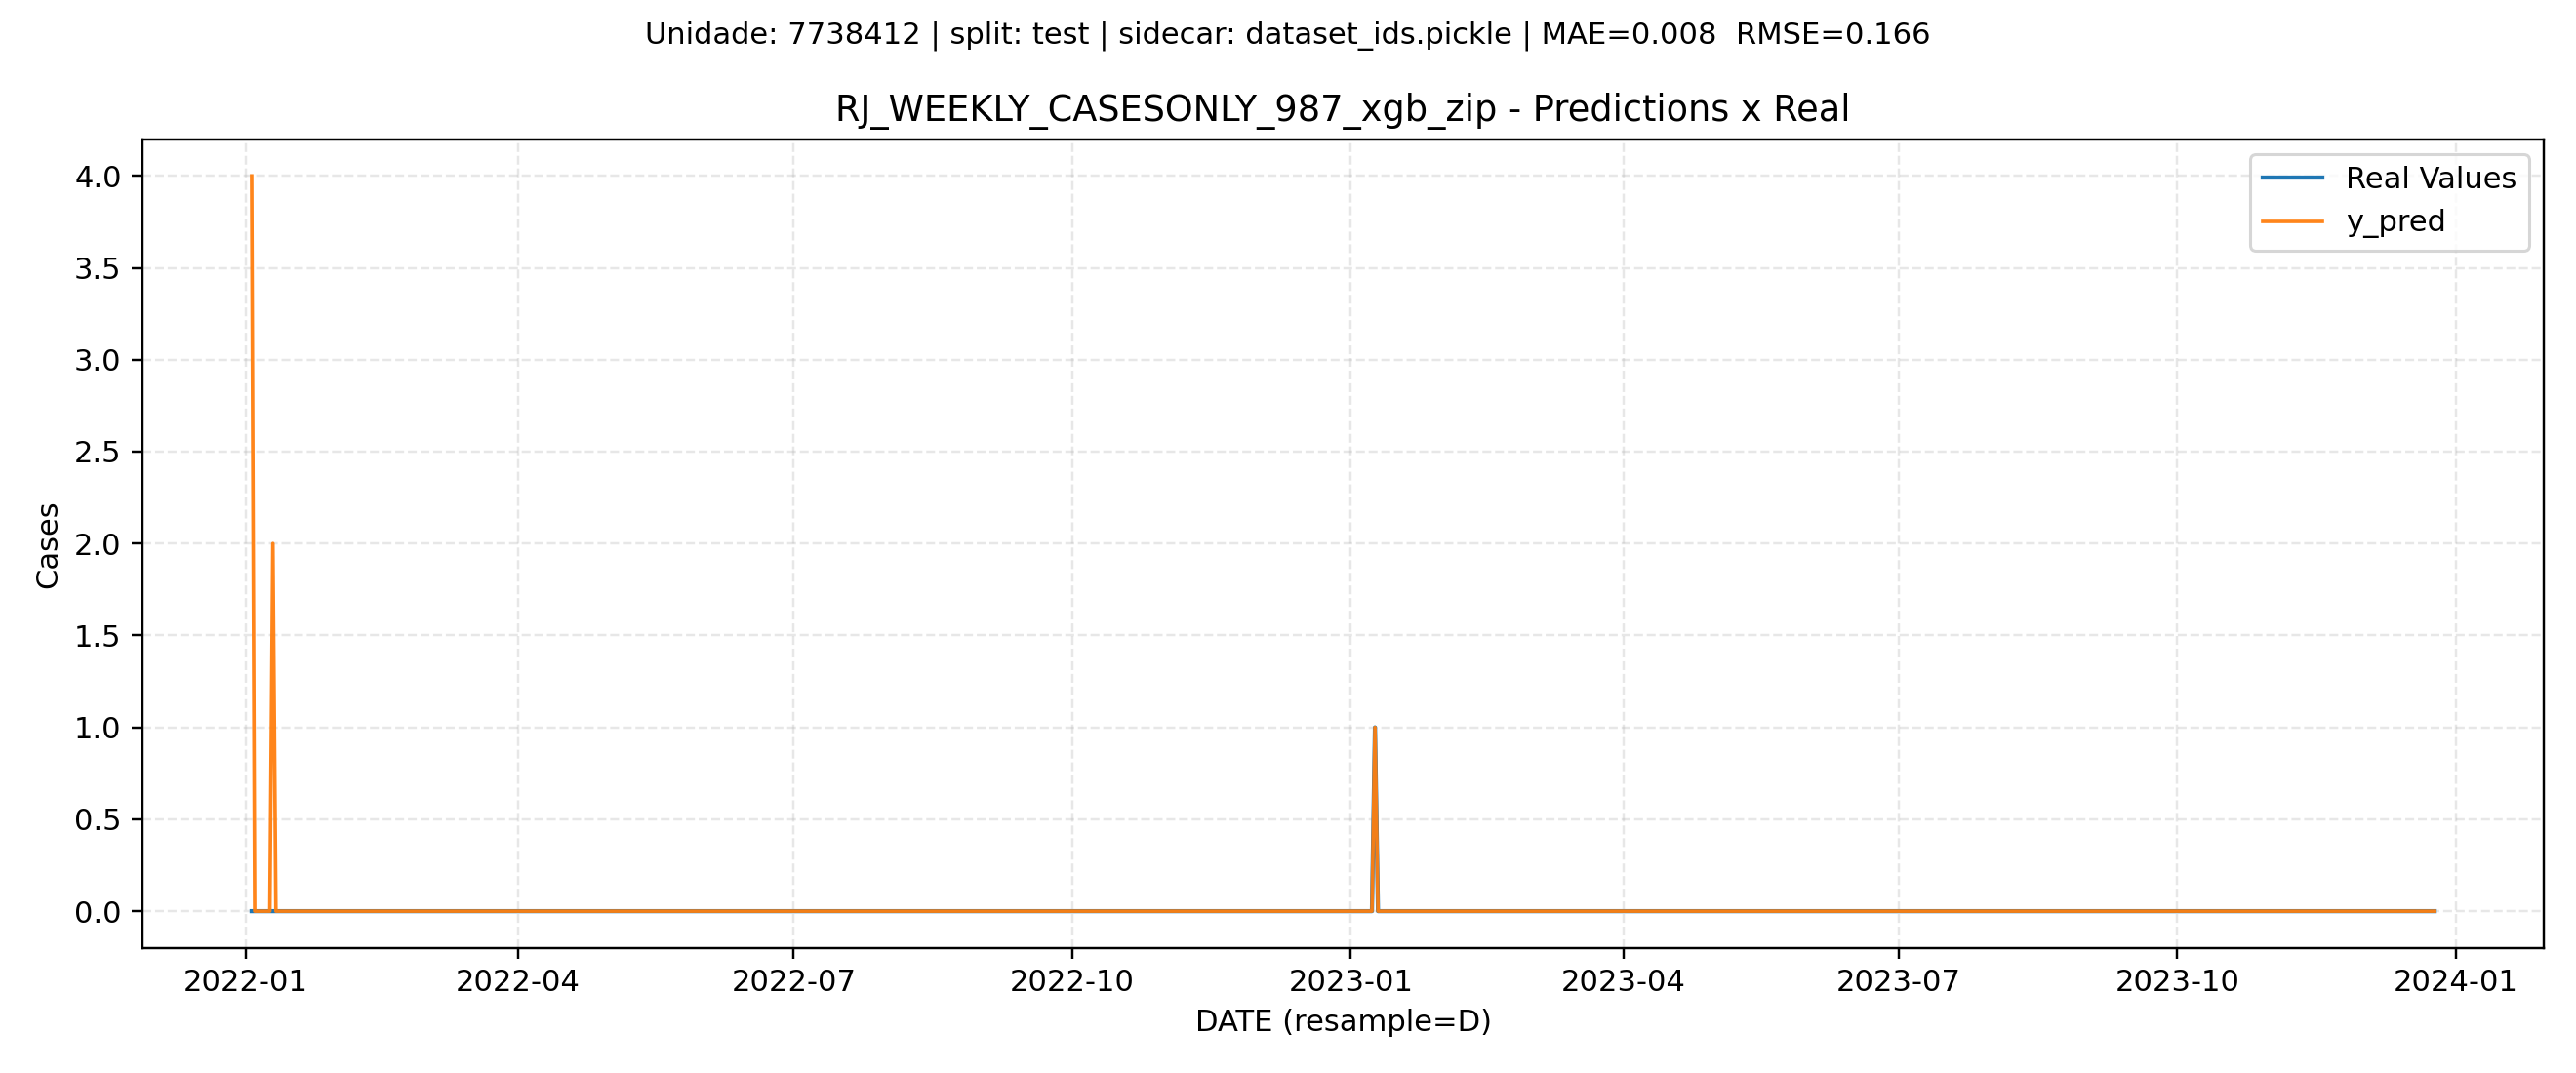 Unidade: 7738412 | split: test | sidecar: dataset_ids.pickle | MAE=0.008  RMSE=0.166
RJ_WEEKLY_CASESONLY_987_xgb_zip - Predictions x Real
Real Values
y_pred
4.0
3.5
3.0
2.5
2.0
1.5
1.0
0.5
0.0
Cases
2022-01 2022-04 2022-07 2022-10 2023-01 2023-04 2023-07 2023-10 2024-01
DATE (resample=D)